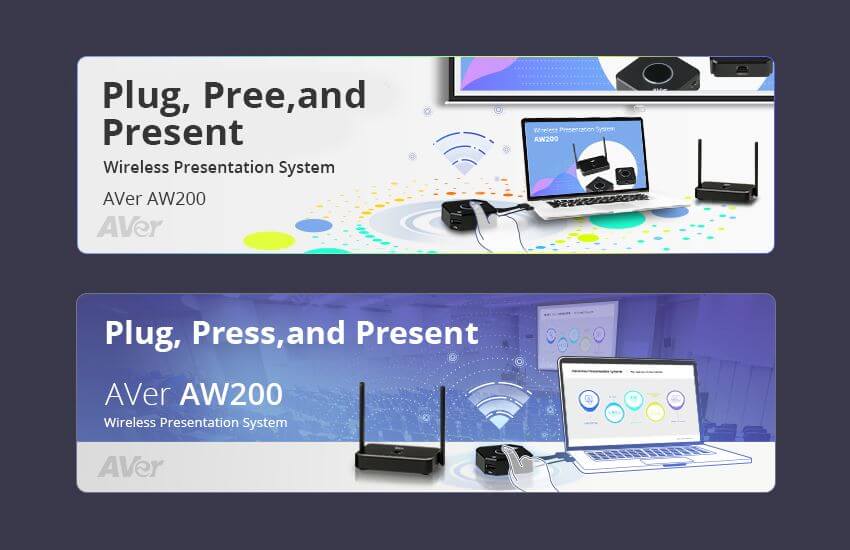 Plug, Pree,and
Present
Wireless Presentation System
AVer AW200
AVer
Wireless Presentation System
AW200
AVer
Plug, Press,and Present
AVer AW200
Wireless Presentation System
AVer